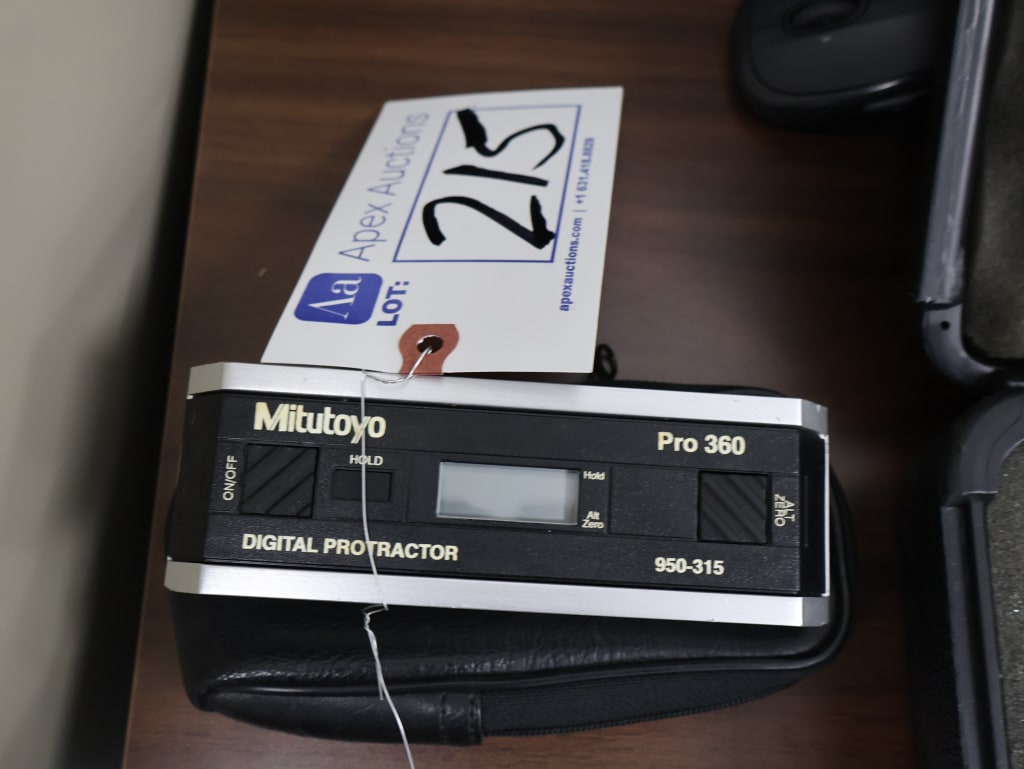 Aa Apex Auctions
LOT:
215
apexauctions.com | +1 631.418.8829
Mitutoyo
Pro 360
ON/OFF
HOLD
Hold
Alt
Zero
ALT
ZERO
DIGITAL PROTRACTOR
950-315